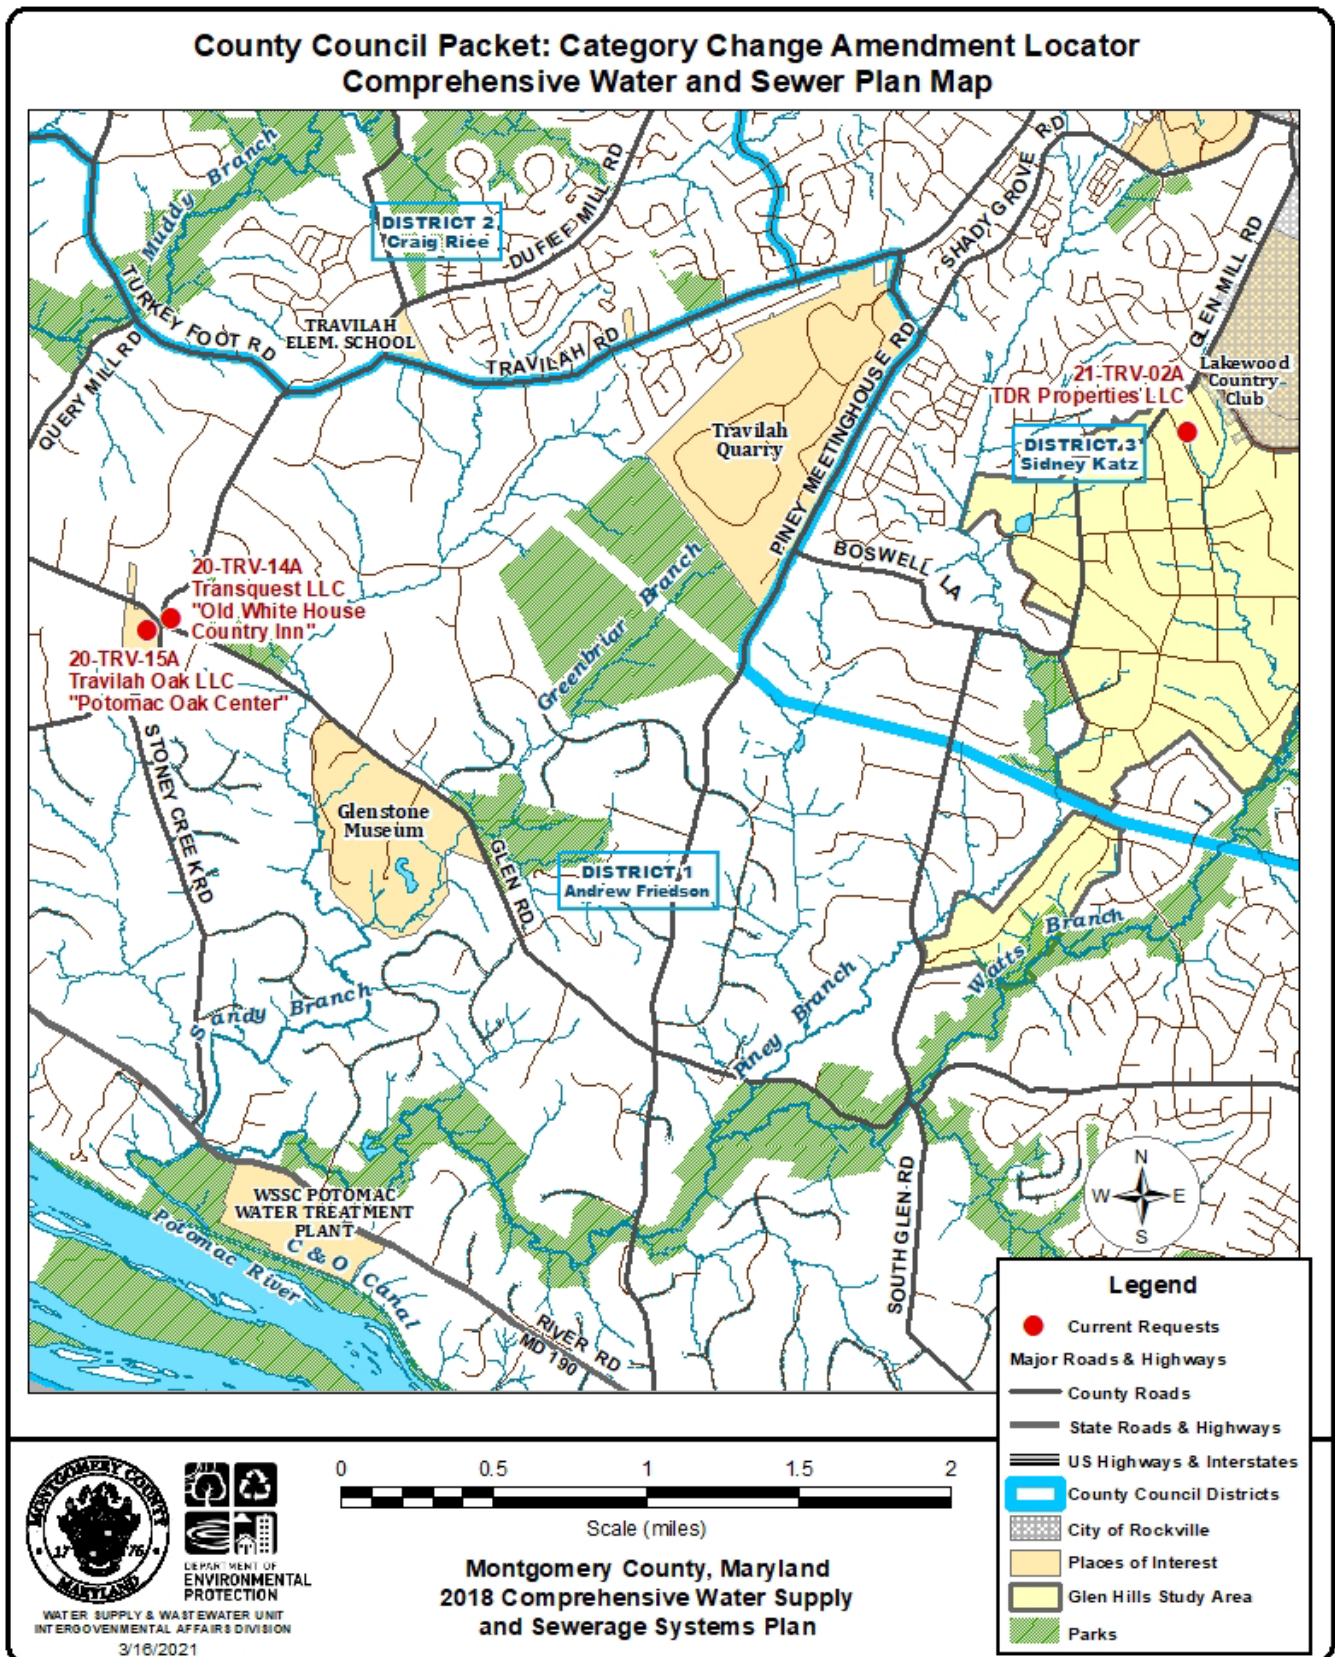 County Council Packet: Category Change Amendment Locator
Comprehensive Water and Sewer Plan Map
Muddy Branch
DISTRICT 2
Craig Rice
DUFIEF MILL RD
SHADY GROVE RD
GLEN MILL RD
TURKEY FOOT RD
TRAVILAH
ELEM. SCHOOL
TRAVILAH RD
QUERY MILL RD
PINEY MEETINGHOUSE RD
Lakewood
Country
Club
21-TRV-02A
TDR Properties LLC
Travilah
Quarry
DISTRICT 3
Sidney Katz
BOSWELL LA
20-TRV-14A
Transquest LLC
"Old White House
Country Inn"
20-TRV-15A
Travilah Oak LLC
"Potomac Oak Center"
Greenbriar Branch
STONEY CREEK RD
Glenstone
Museum
GLEN RD
DISTRICT 1
Andrew Friedson
Watts Branch
Sandy Branch
Piney Branch
WSSC POTOMAC
WATER TREATMENT
PLANT
Potomac River
C & O Canal
RIVER RD
MD 190
SOUTH GLEN RD
N
W E
S
Legend
Current Requests
Major Roads & Highways
County Roads
State Roads & Highways
US Highways & Interstates
County Council Districts
City of Rockville
Places of Interest
Glen Hills Study Area
Parks
MONTGOMERY COUNTY
17 76
MARYLAND
DEPARTMENT OF
ENVIRONMENTAL
PROTECTION
WATER SUPPLY & WASTEWATER UNIT
INTERGOVENMENTAL AFFAIRS DIVISION
3/16/2021
0 0.5 1 1.5 2
Scale (miles)
Montgomery County, Maryland
2018 Comprehensive Water Supply
and Sewerage Systems Plan